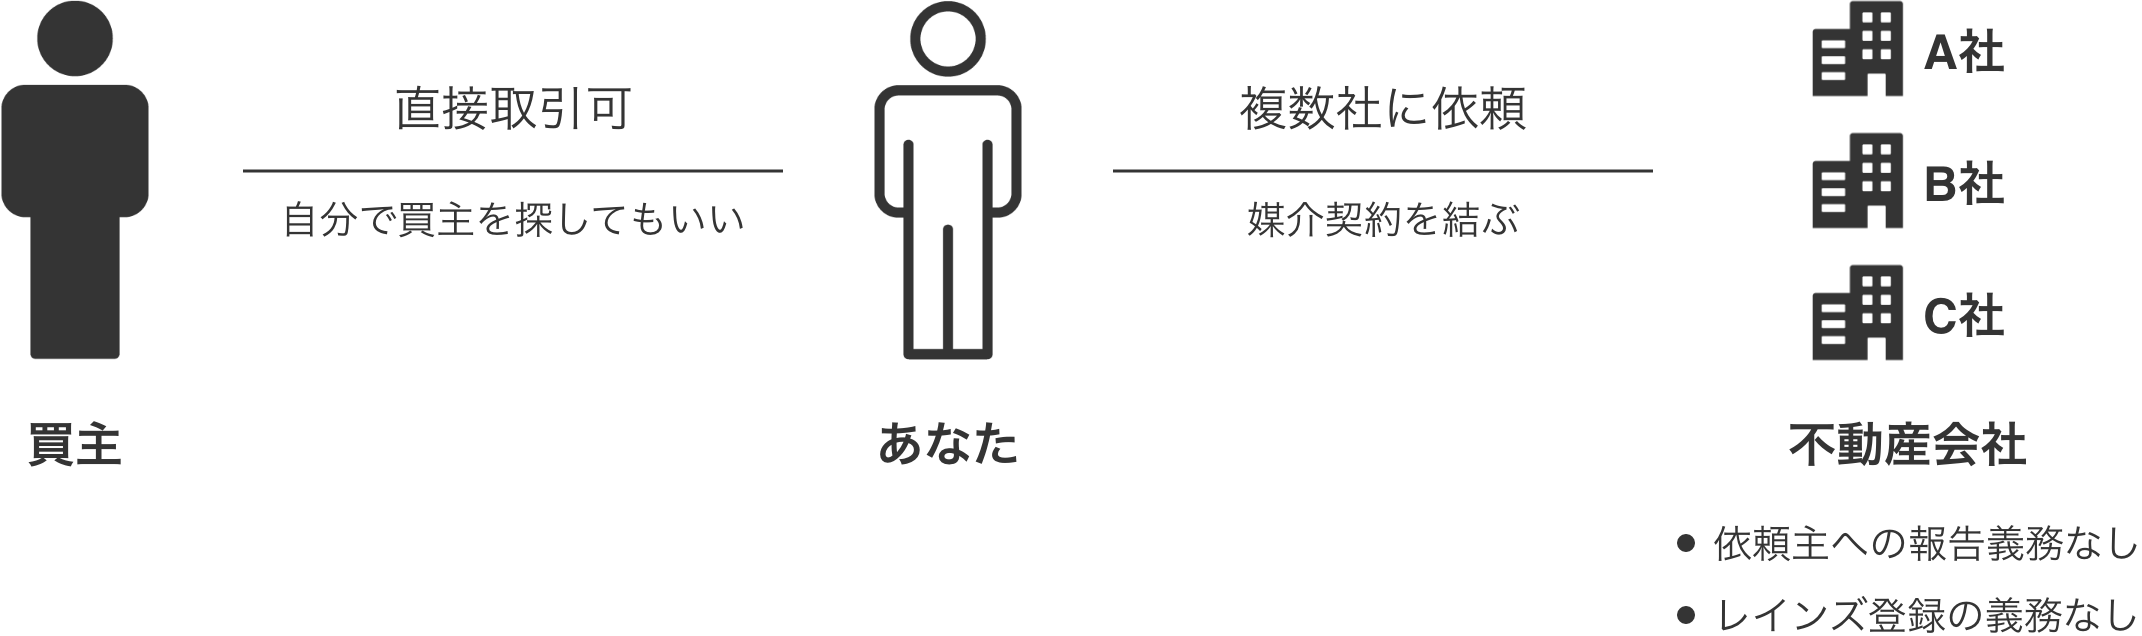 直接取引可
自分で買主を探してもいい
買主
あなた
複数社に依頼
媒介契約を結ぶ
A社
B社
C社
不動産会社
● 依頼主への報告義務なし
● レインズ登録の義務なし